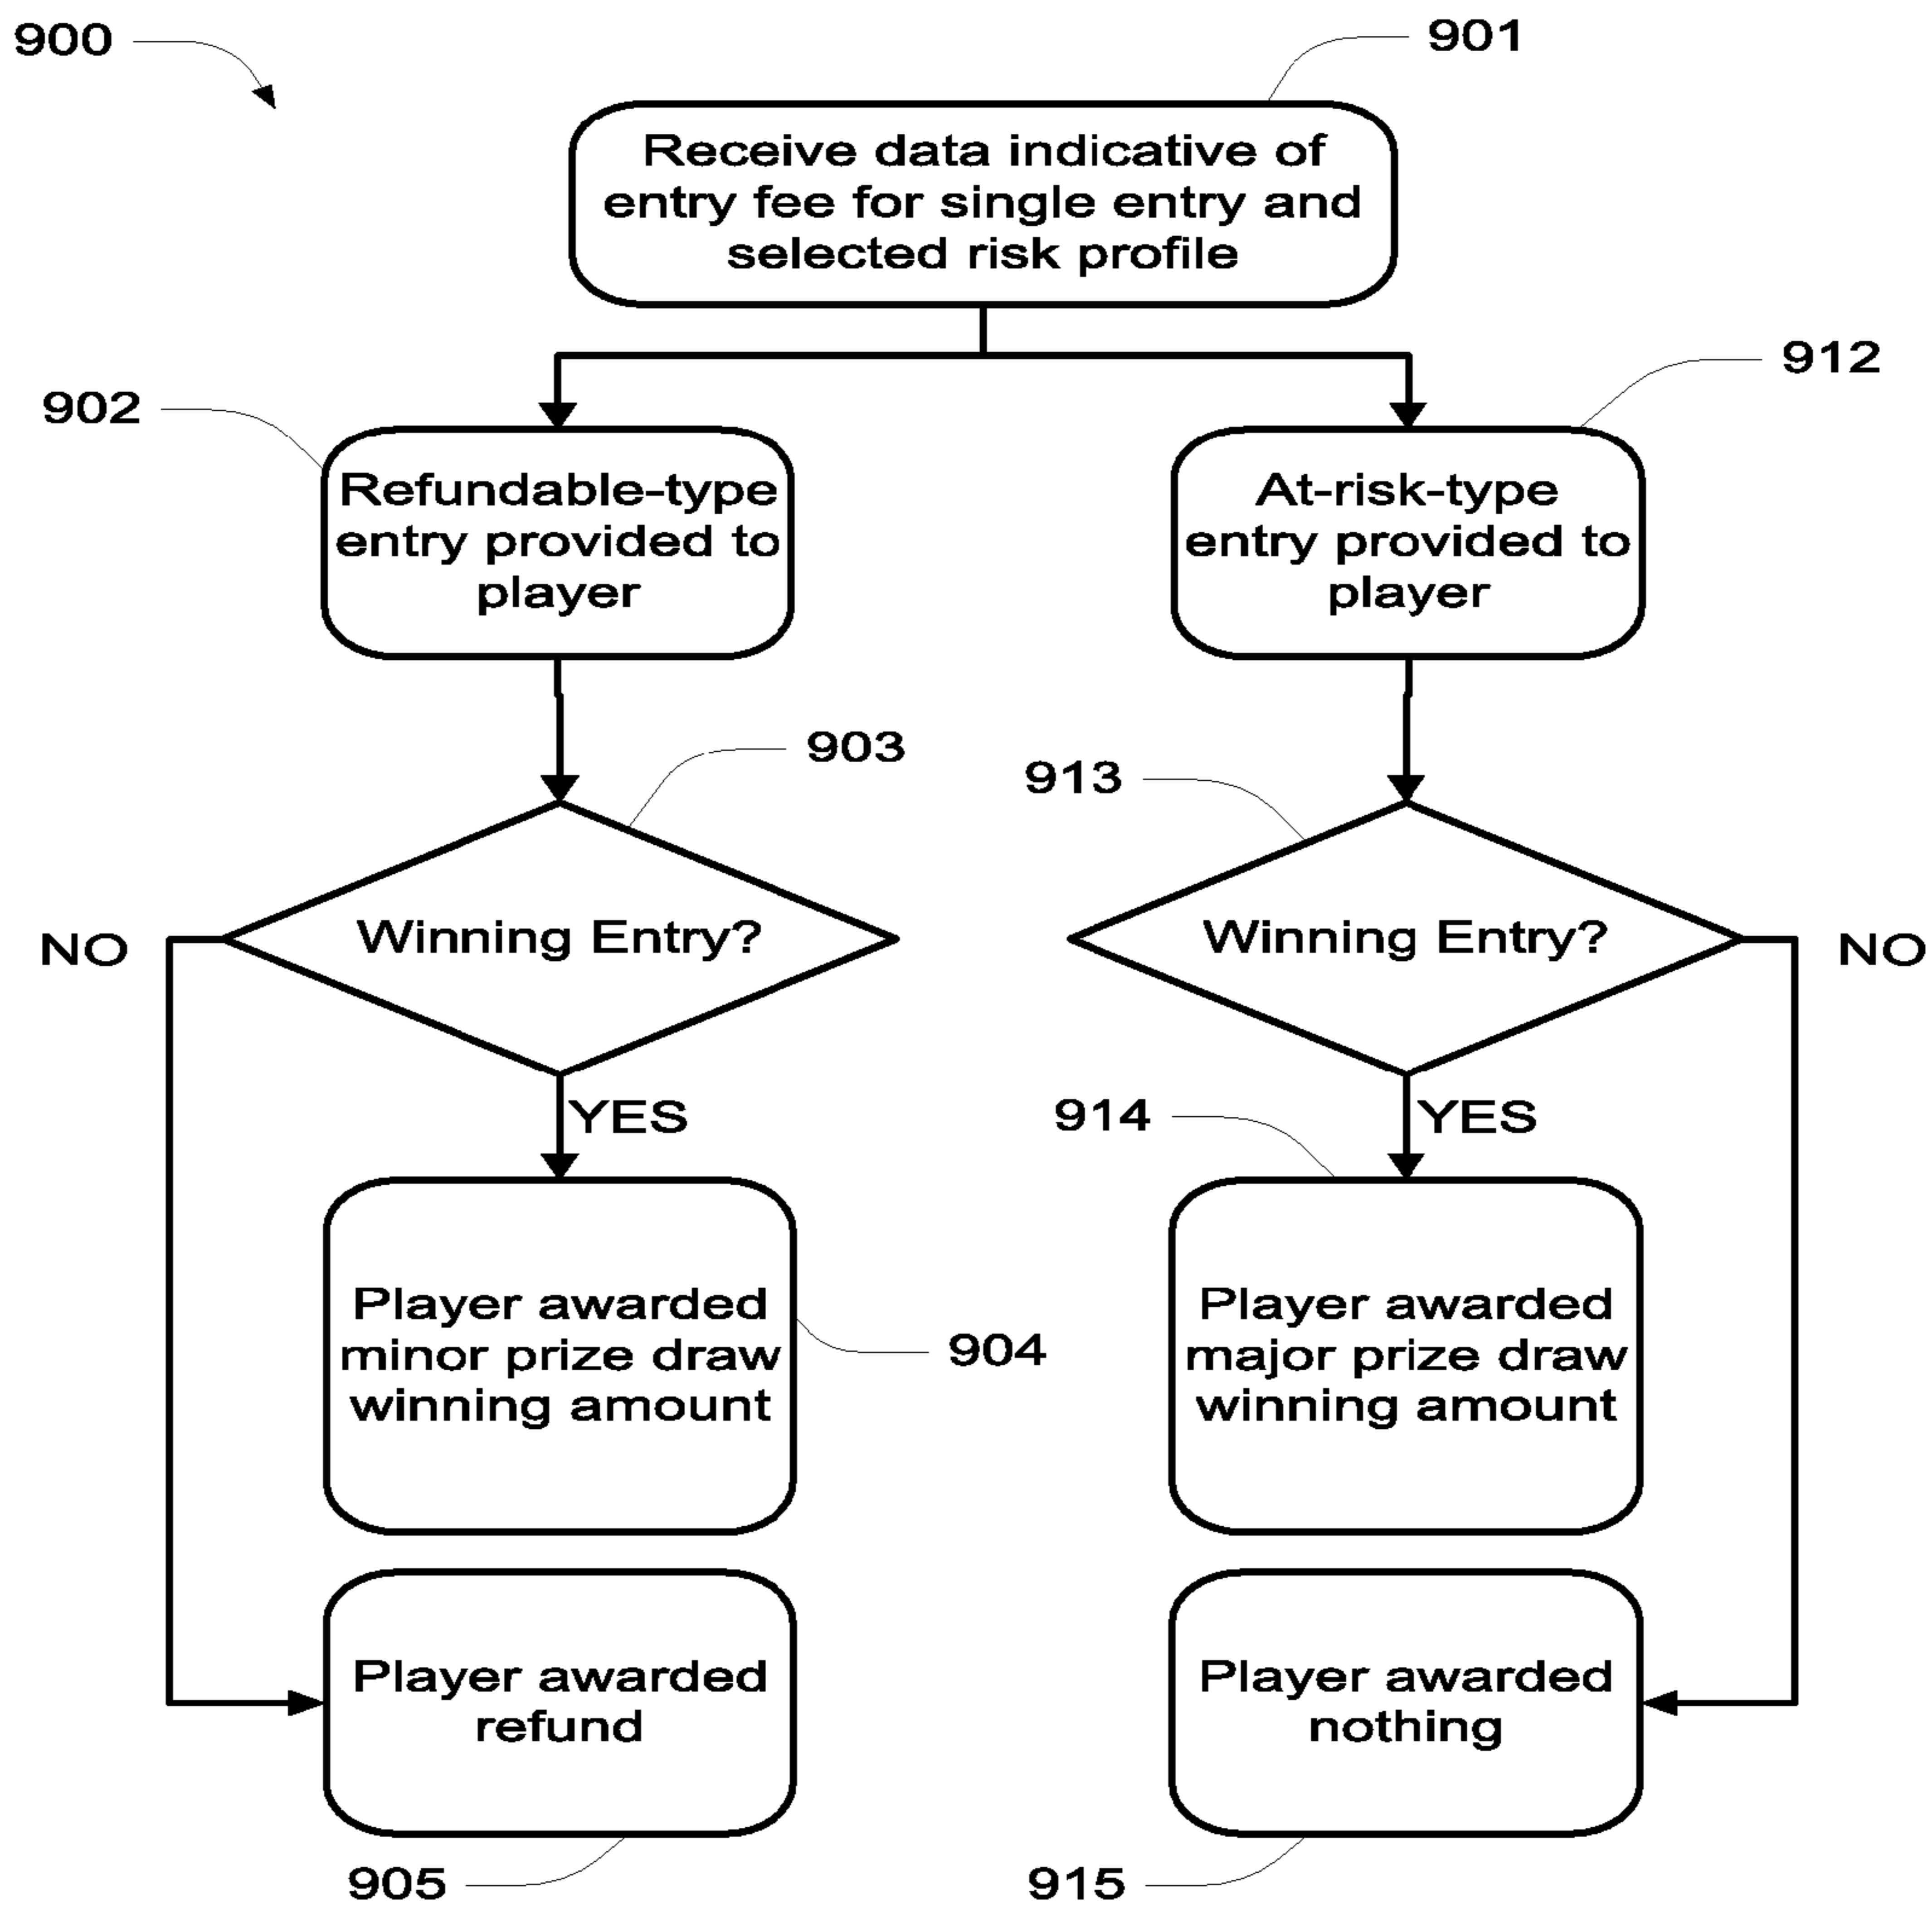 900
901
Receive data indicative of
entry fee for single entry and
selected risk profile
902
912
Refundable-type
entry provided to
player
At-risk-type
entry provided to
player
903
913
Winning Entry?
Winning Entry?
NO
NO
YES
YES
914
Player awarded
minor prize draw
winning amount
904
Player awarded
major prize draw
winning amount
Player awarded
refund
Player awarded
nothing
905
915